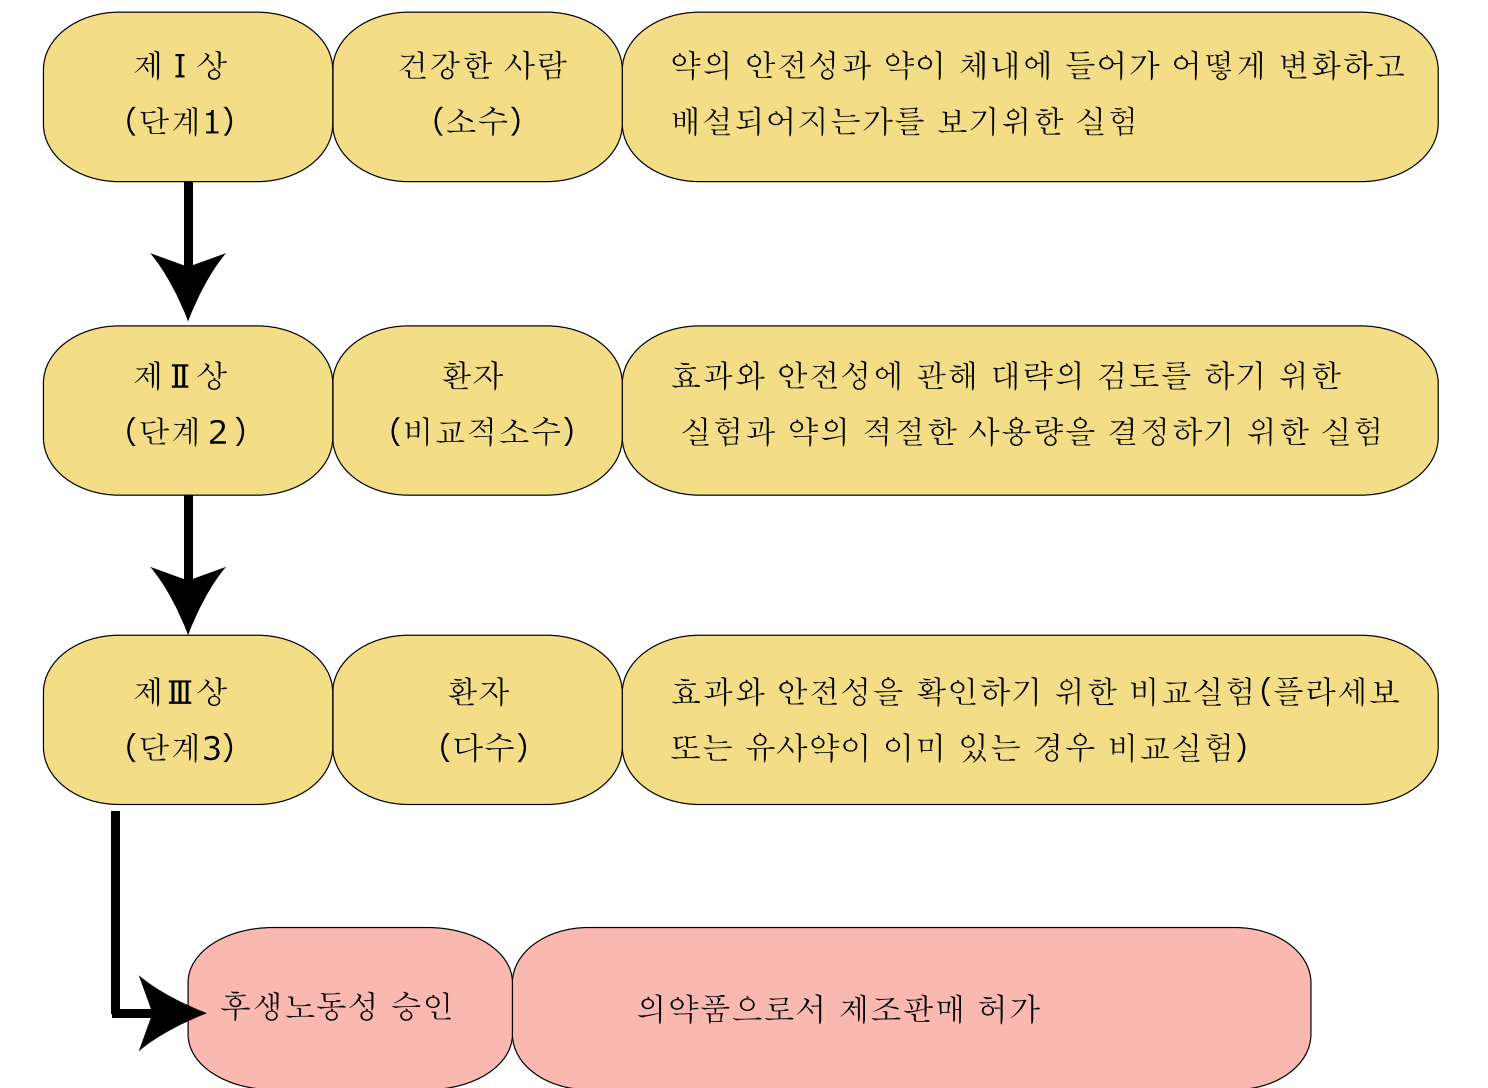 제Ⅰ상
(단계1)
건강한 사람
(소수)
약의 안전성과 약이 체내에 들어가 어떻게 변화하고
배설되어지는가를 보기위한 실험
제Ⅱ상
(단계2)
환자
(비교적소수)
효과와 안전성에 관해 대략의 검토를 하기 위한
실험과 약의 적절한 사용량을 결정하기 위한 실험
제Ⅲ상
(단계3)
환자
(다수)
효과와 안전성을 확인하기 위한 비교실험(플라세보
또는 유사약이 이미 있는 경우 비교실험)
후생노동성 승인
의약품으로서 제조판매 허가